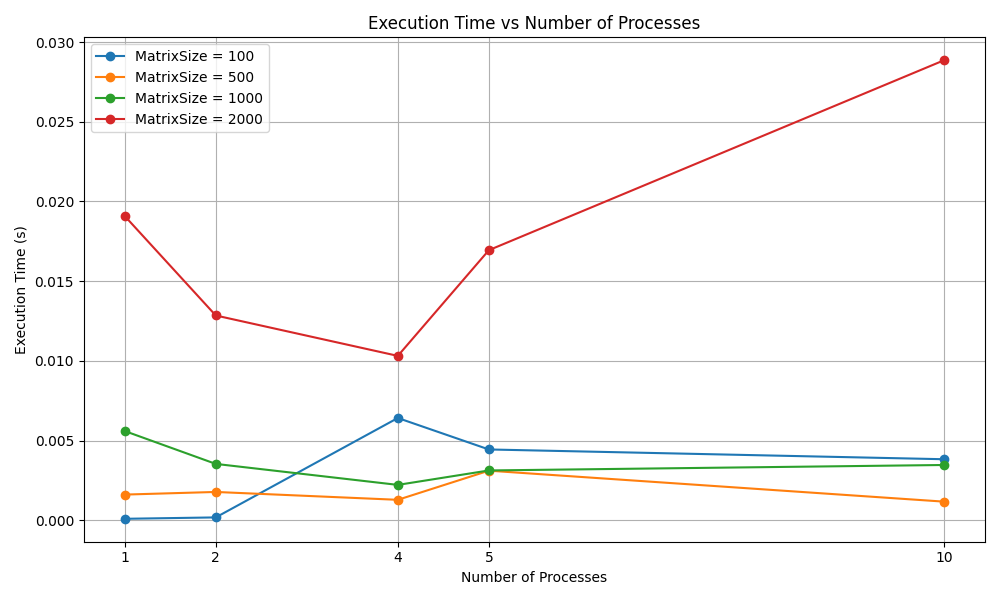 Execution Time vs Number of Processes
MatrixSize = 100
MatrixSize = 500
MatrixSize = 1000
MatrixSize = 2000
0.030
0.025
0.020
0.015
0.010
0.005
0.000
Execution Time (s)
1 2 4 5 10
Number of Processes